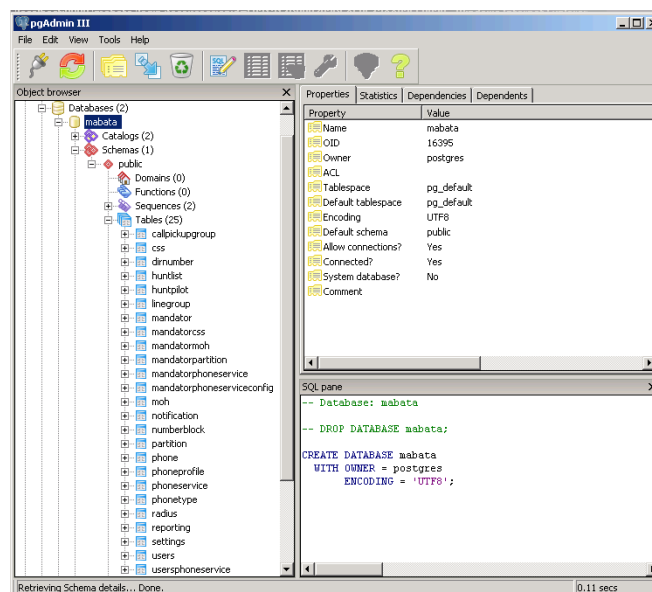 pgAdmin III
File Edit View Tools Help
SQL
Object browser
Databases (2)
mabata
Catalogs (2)
Schemas (1)
public
Domains (0)
Functions (0)
Sequences (2)
Tables (25)
callpickupgroup
css
dirnumber
huntlist
huntpilot
linegroup
mandator
mandatorcss
mandatormoh
mandatorpartition
mandatorphoneservice
mandatorphoneserviceconfig
moh
notification
numberblock
partition
phone
phoneprofile
phoneservice
phonetype
radius
reporting
settings
users
usersphoneservice
Properties Statistics Dependencies Dependents
Property Value
Name mabata
OID 16395
Owner postgres
ACL
Tablespace pg_default
Default tablespace pg_default
Encoding UTF8
Default schema public
Allow connections? Yes
Connected? Yes
System database? No
Comment
SQL pane
-- Database: mabata
-- DROP DATABASE mabata;
CREATE DATABASE mabata
WITH OWNER = postgres
ENCODING = 'UTF8';
Retrieving Schema details... Done. 0.11 secs